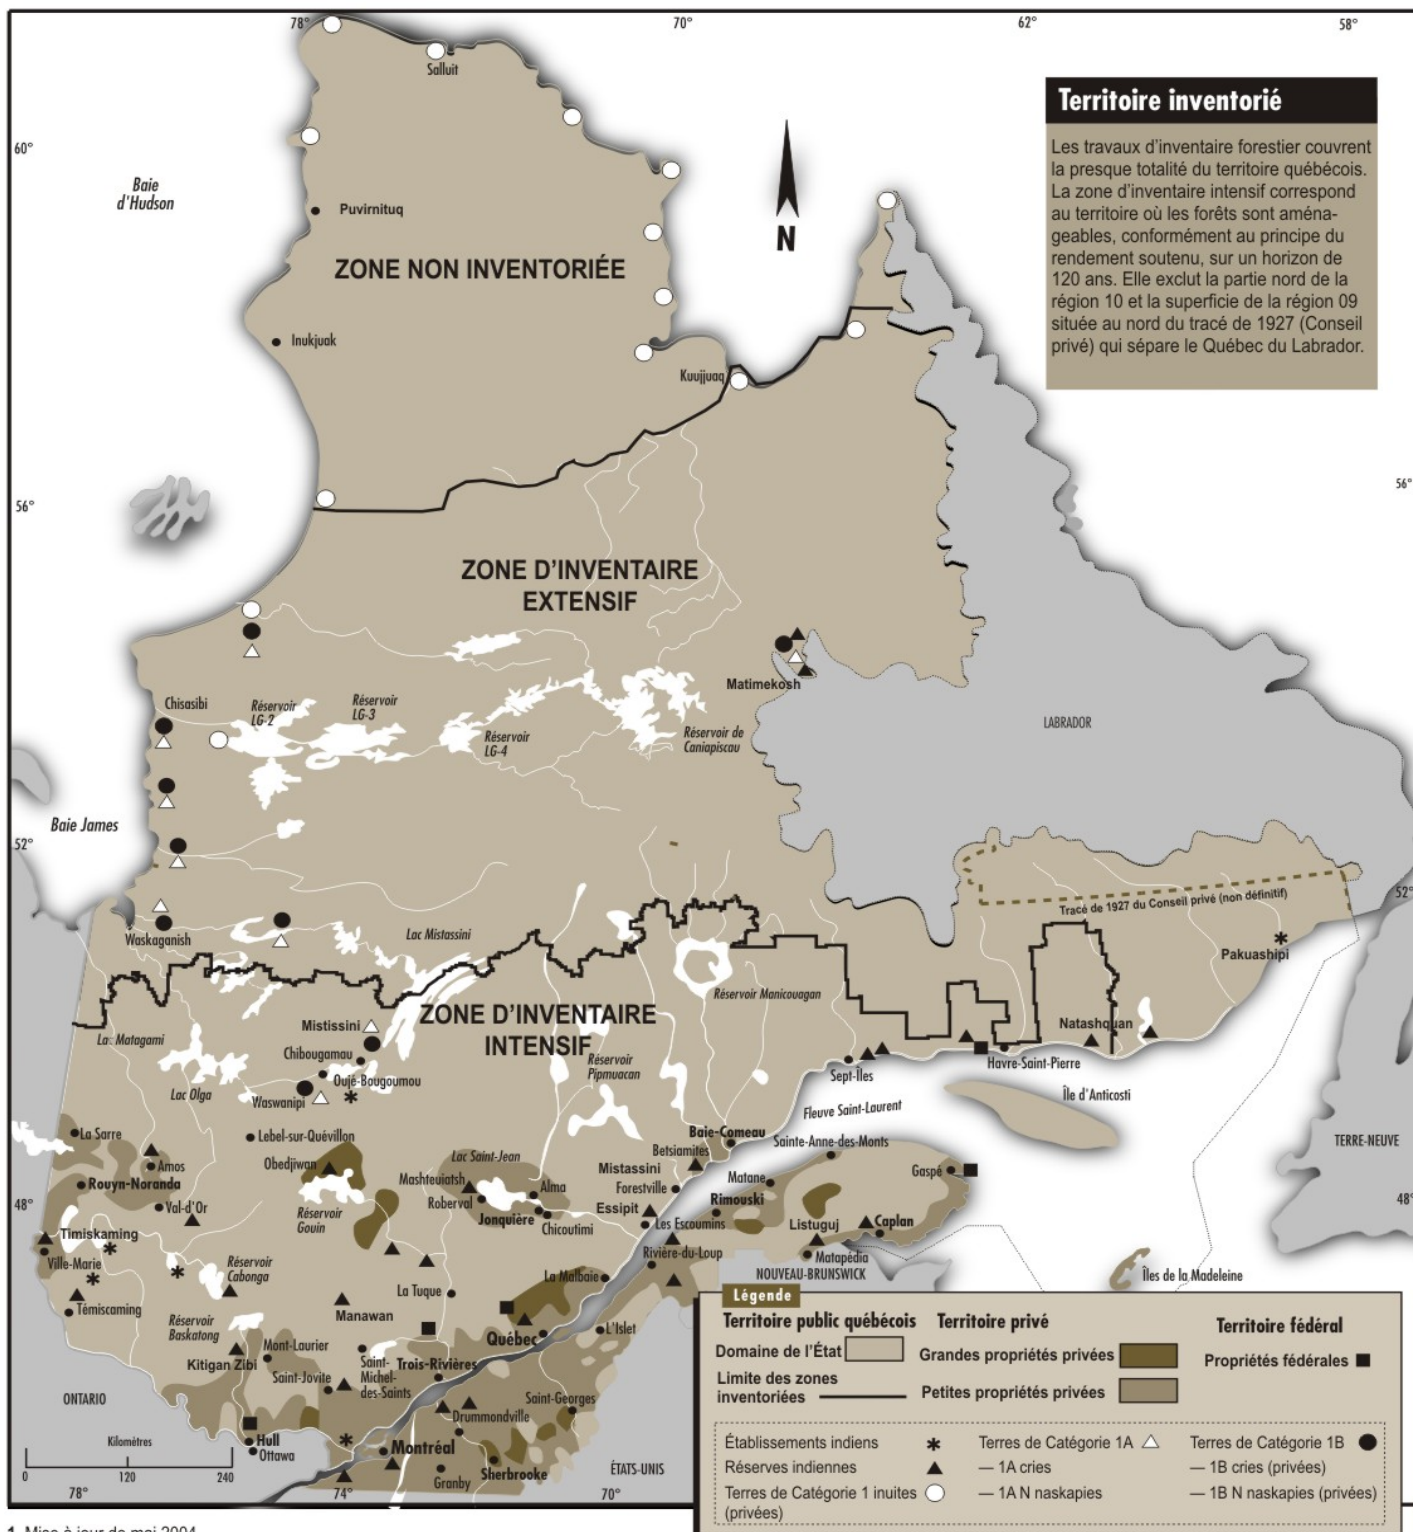 78°
70°
62°
58°
Salluit
Territoire inventorié
Les travaux d'inventaire forestier couvrent
la presque totalité du territoire québécois.
La zone d'inventaire intensif correspond
au territoire où les forêts sont aména-
geables, conformément au principe du
rendement soutenu, sur un horizon de
120 ans. Elle exclut la partie nord de la
région 10 et la superficie de la région 09
située au nord du tracé de 1927 (Conseil
privé) qui sépare le Québec du Labrador.
60°
Baie
d'Hudson
Puvirnituq
N
ZONE NON INVENTORIÉE
Inukjuak
Kuujjuaq
56°
56°
ZONE D'INVENTAIRE
EXTENSIF
Matimekosh
Chisasibi
Réservoir
LG-2
Réservoir
LG-3
Réservoir
LG-4
Réservoir de
Caniapiscau
LABRADOR
Baie James
52°
52°
Tracé de 1927 du Conseil privé (non définitif)
Waskaganish
Lac Mistassini
Pakuashipi
Réservoir Manicouagan
ZONE D'INVENTAIRE
INTENSIF
Mistissini
Natashquan
Matagami
Chibougamau
Oujé-Bougoumou
Réservoir
Pipmuacan
Sept-Îles
Havre-Saint-Pierre
Lac Olga
Waswanipi
Île d'Anticosti
Fleuve Saint-Laurent
La Sarre
Lebel-sur-Quévillon
Baie-Comeau
Sainte-Anne-des-Monts
TERRE-NEUVE
Amos
Obedjiwan
Lac Saint-Jean
Betsiamites
Mistassini
Gaspé
Rouyn-Noranda
Mashteuiatsh
Alma
Forestville
Matane
Val-d'Or
Roberval
Rimouski
48°
48°
Réservoir
Gouin
Jonquière
Chicoutimi
Essipit
Les Escoumins
Listuguj
Caplan
Timiskaming
Ville-Marie
Réservoir
Cabonga
Rivière-du-Loup
Matapédia
La Malbaie
NOUVEAU-BRUNSWICK
Îles de la Madeleine
Témiscaming
La Tuque
Manawan
Réservoir
Baskatong
Québec
L'Islet
Mont-Laurier
Kitigan Zibi
Saint-
Michel-
des-Saints
Trois-Rivières
Saint-Jovite
ONTARIO
Drummondville
Saint-Georges
Hull
Ottawa
Montréal
Granby
Sherbrooke
ÉTATS-UNIS
Kilomètres
0
120
240
78°
74°
70°
Légende
Territoire public québécois
Domaine de l'État
Limite des zones
inventoriées
Territoire privé
Grandes propriétés privées
Petites propriétés privées
Territoire fédéral
Propriétés fédérales
Établissements indiens
Réserves indiennes
Terres de Catégorie 1 inuites
(privées)
Terres de Catégorie 1A
— 1A cries
— 1A N naskapies
Terres de Catégorie 1B
— 1B cries (privées)
— 1B N naskapies (privées)